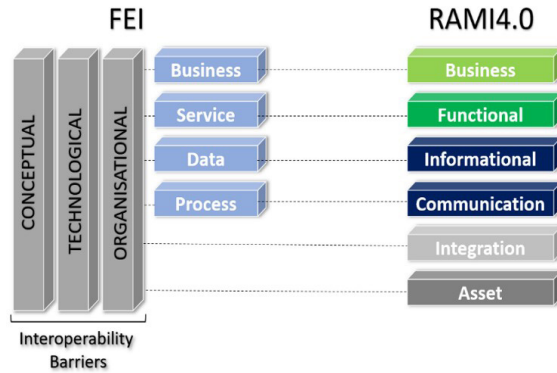 FEI
RAMI4.0
CONCEPTUAL
TECHNOLOGICAL
ORGANISATIONAL
Business
Business
Service
Functional
Data
Informational
Process
Communication
Integration
Asset
Interoperability
Barriers